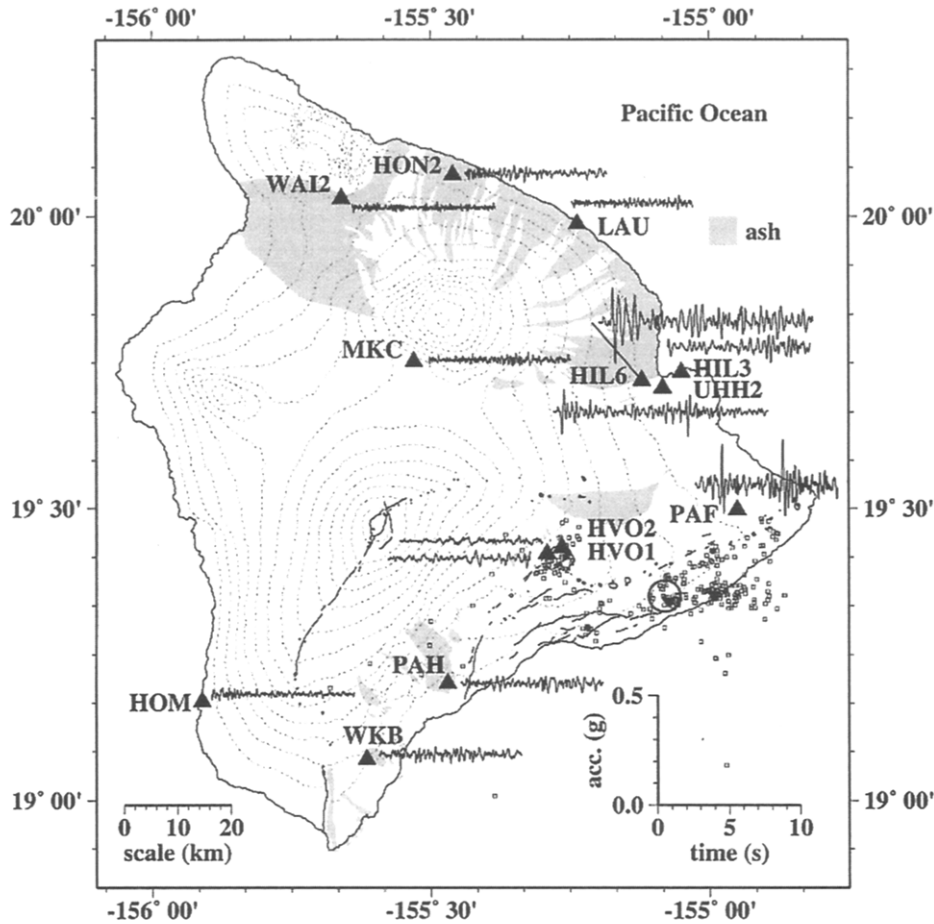 -156° 00' -155° 30' -155° 00'
Pacific Ocean
HON2
WAI2
20° 00' 20° 00'
LAU
ash
MKC
HIL6 HIL3
UHH2
19° 30' 19° 30'
PAF
HVO2
HVO1
PAH
HOM
0.5
acc. (g)
WKB
19° 00' 0.0 19° 00'
0 10 20 0 5 10
scale (km) time (s)
-156° 00' -155° 30' -155° 00'